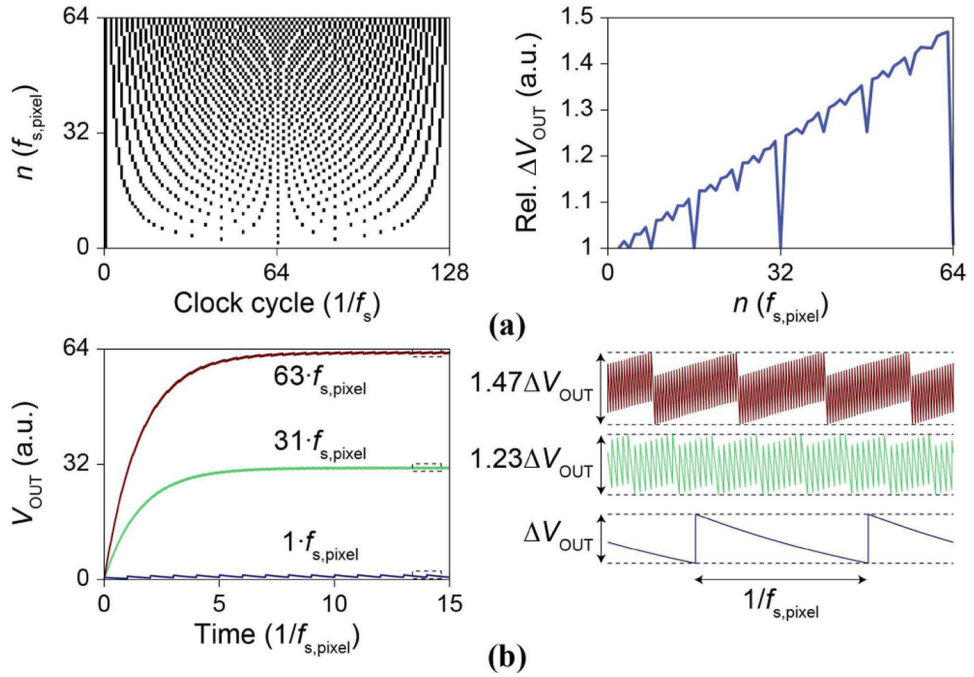 64
32
0
n (fs,pixel)
0 64 128
Clock cycle (1/fs)
1.5
1.4
1.3
1.2
1.1
1
Rel. ΔVOUT (a.u.)
0 32 64
n (fs,pixel)
(a)
64
32
0
VOUT (a.u.)
63·fs,pixel
31·fs,pixel
1·fs,pixel
0 5 10 15
Time (1/fs,pixel)
1.47ΔVOUT
1.23ΔVOUT
ΔVOUT
1/fs,pixel
(b)